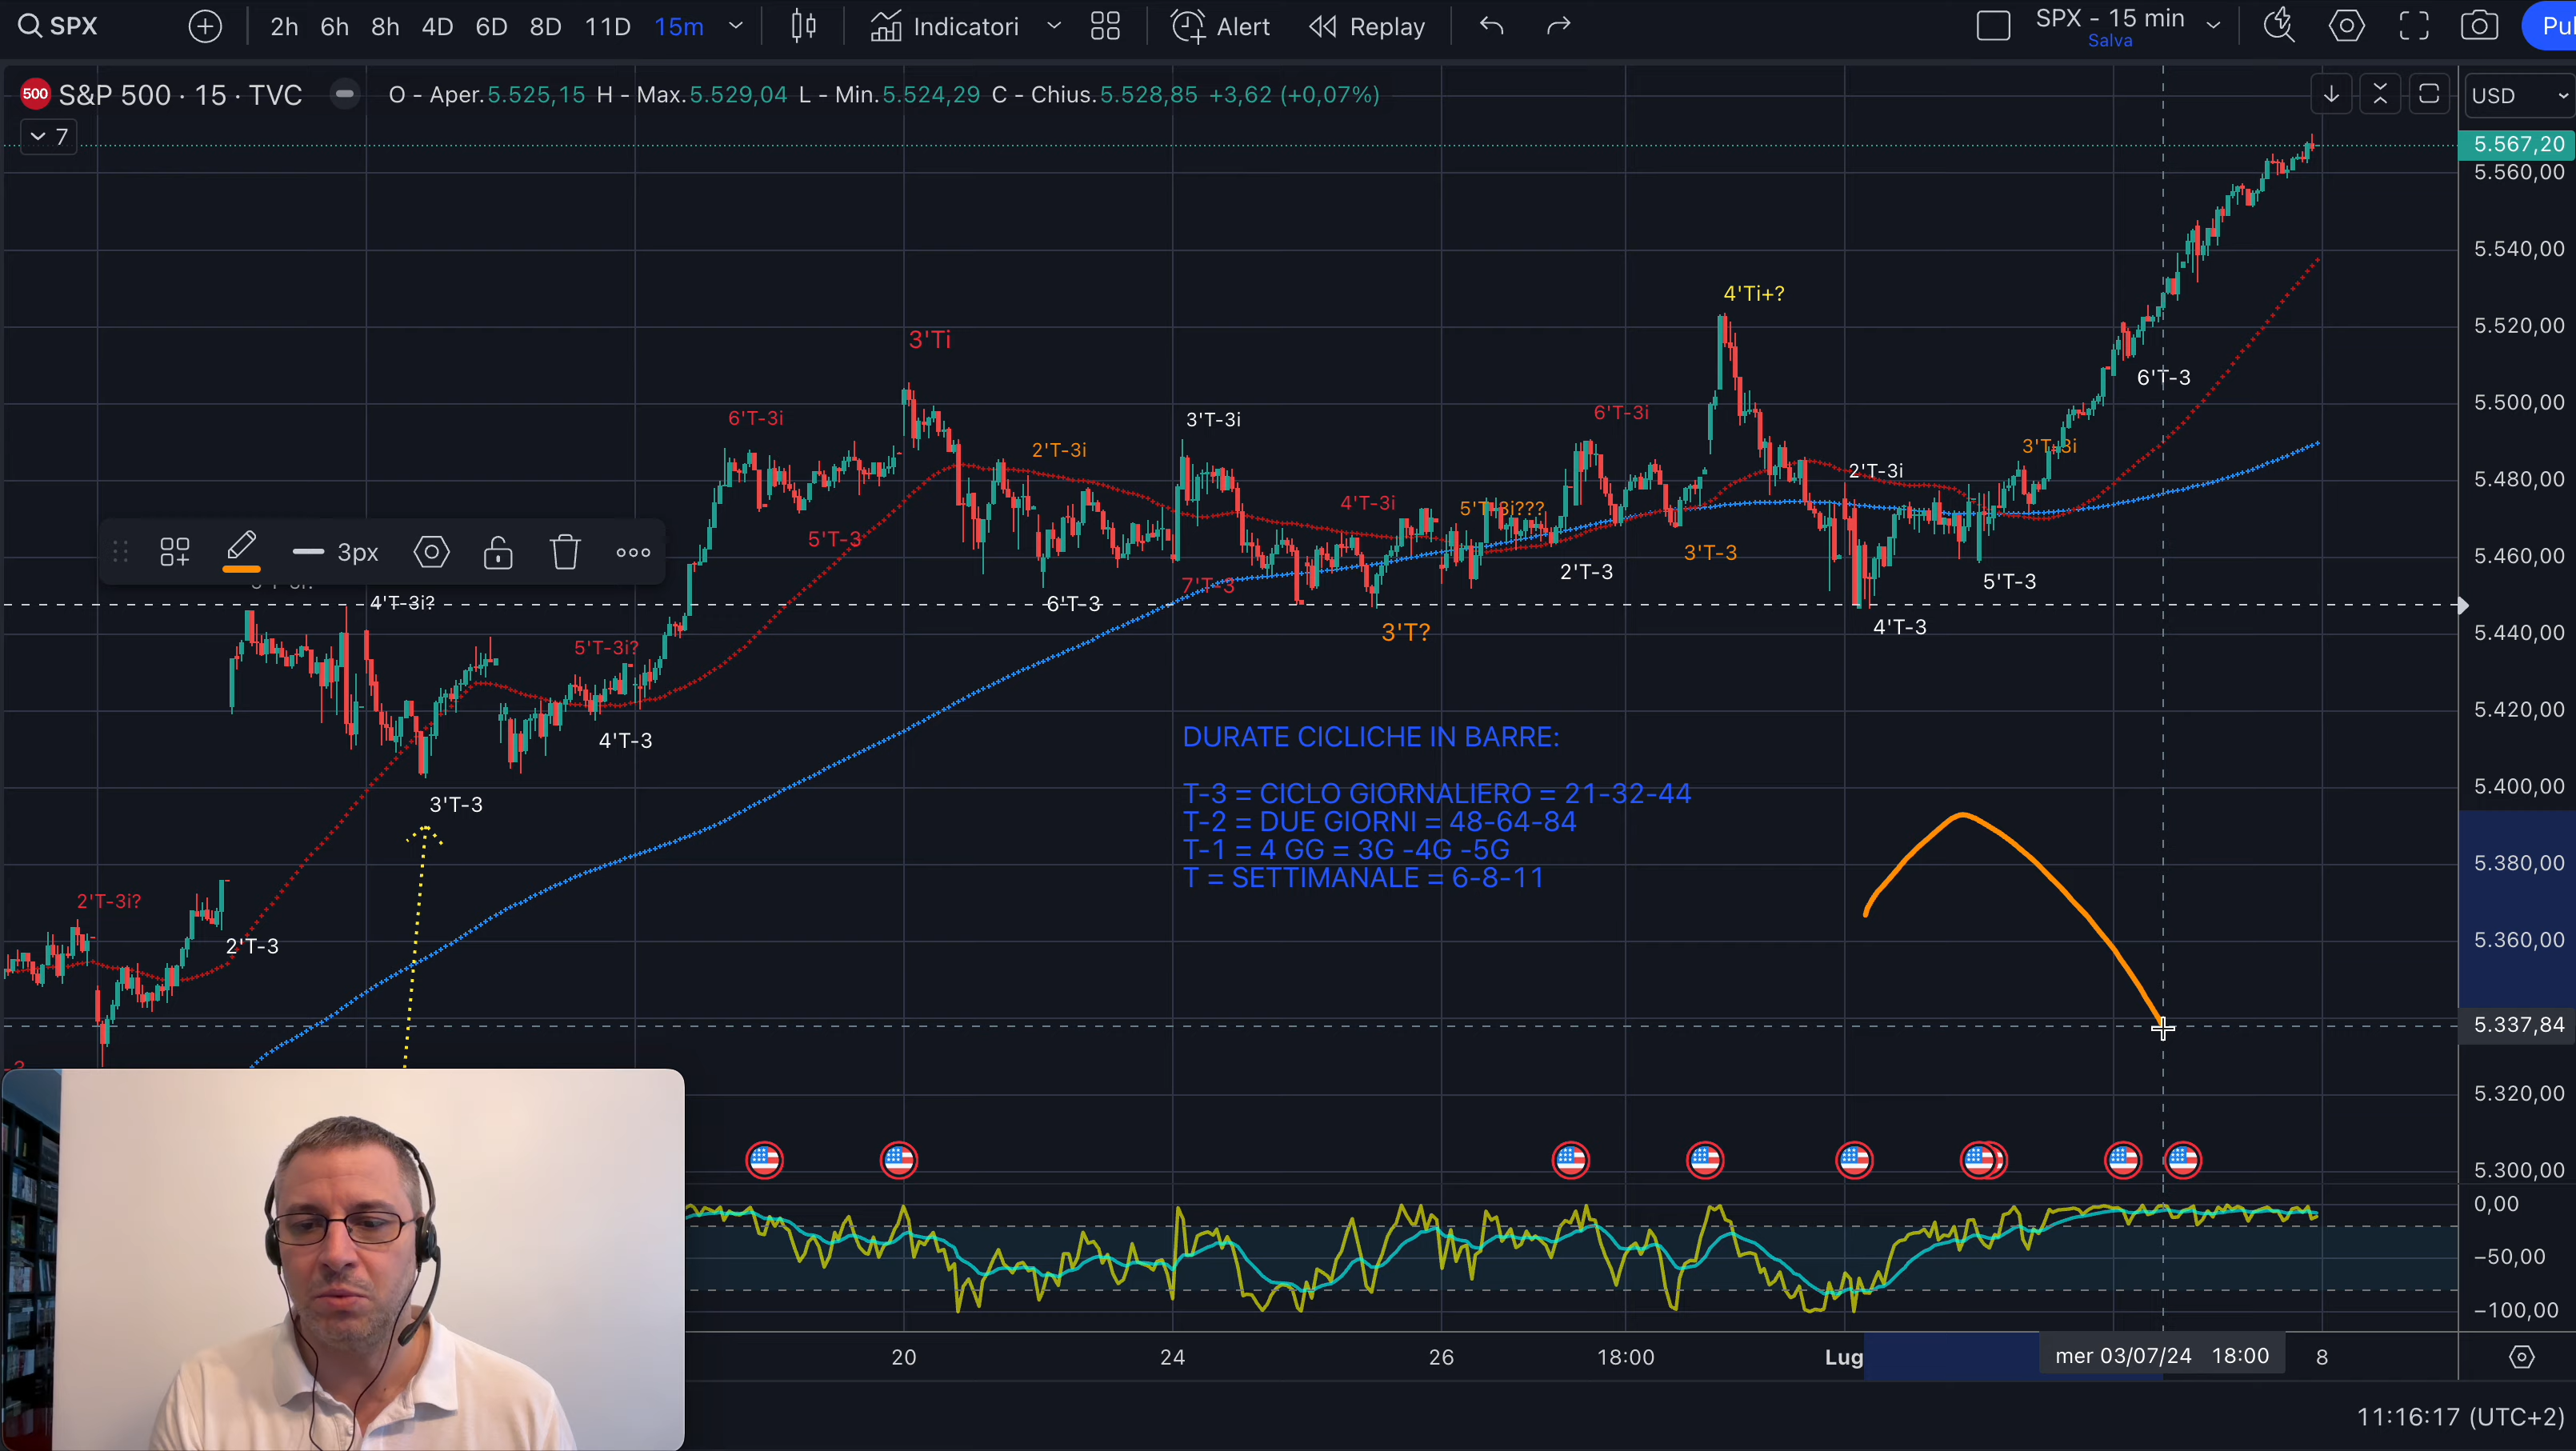 SPX
2h 6h 8h 4D 6D 8D 11D 15m
Indicatori
Alert
Replay
SPX - 15 min
Salva
500 S&P 500 · 15 · TVC
O - Aper.5.525,15 H - Max.5.529,04 L - Min.5.524,29 C - Chius.5.528,85 +3,62 (+0,07%)
USD
7
5.567,20
5.560,00
5.540,00
5.520,00
5.500,00
5.480,00
5.460,00
5.440,00
5.420,00
5.400,00
5.380,00
5.360,00
5.337,84
5.320,00
5.300,00
0,00
−50,00
−100,00
4'Ti+?
3'Ti
6'T-3
6'T-3i
3'T-3i
6'T-3i
2'T-3i
3'T-3i
2'T-3i
4'T-3i
5'T-3i???
5'T-3
3'T-3
2'T-3
5'T-3
7'T-3
6'T-3
4'T-3i?
3px
3'T?
4'T-3
5'T-3i?
4'T-3
3'T-3
2'T-3i?
2'T-3
DURATE CICLICHE IN BARRE:
T-3 = CICLO GIORNALIERO = 21-32-44
T-2 = DUE GIORNI = 48-64-84
T-1 = 4 GG = 3G -4G -5G
T = SETTIMANALE = 6-8-11
20 24 26 18:00 Lug mer 03/07/24 18:00 8
11:16:17 (UTC+2)